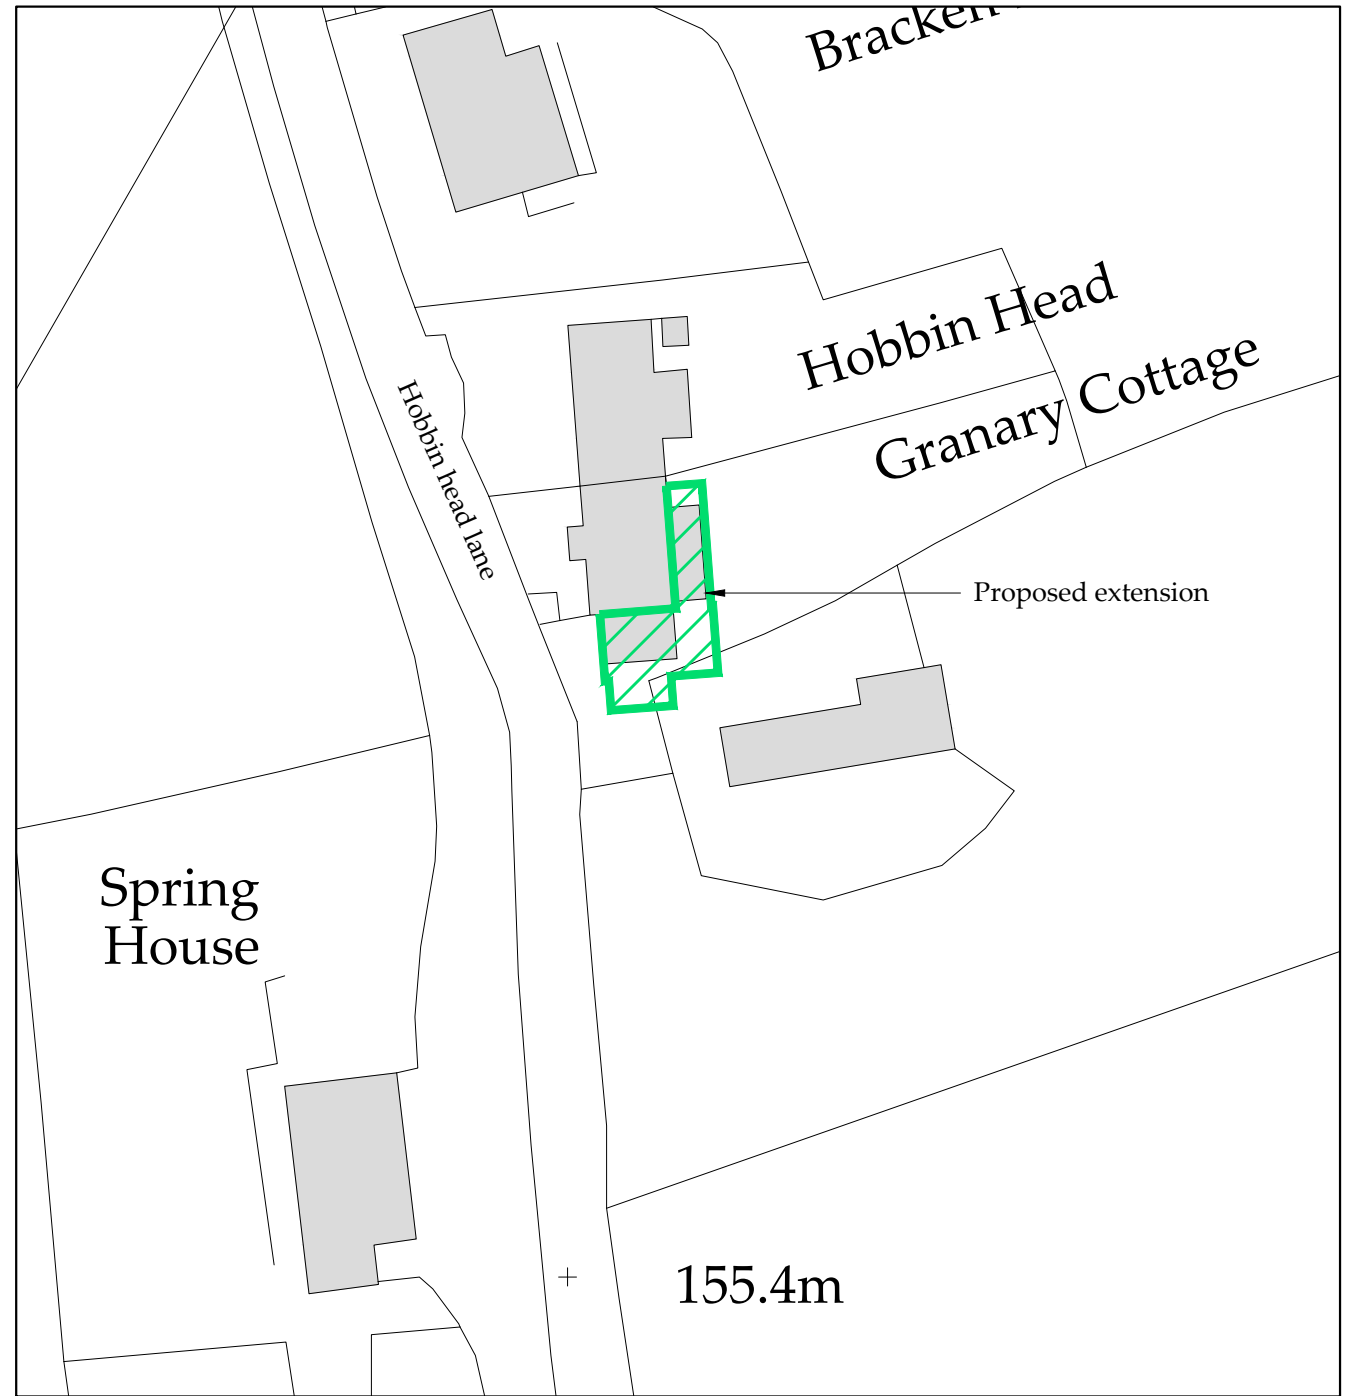 Bracken
Hobbin Head
Granary Cottage
Hobbin head lane
Proposed extension
Spring
House
155.4m